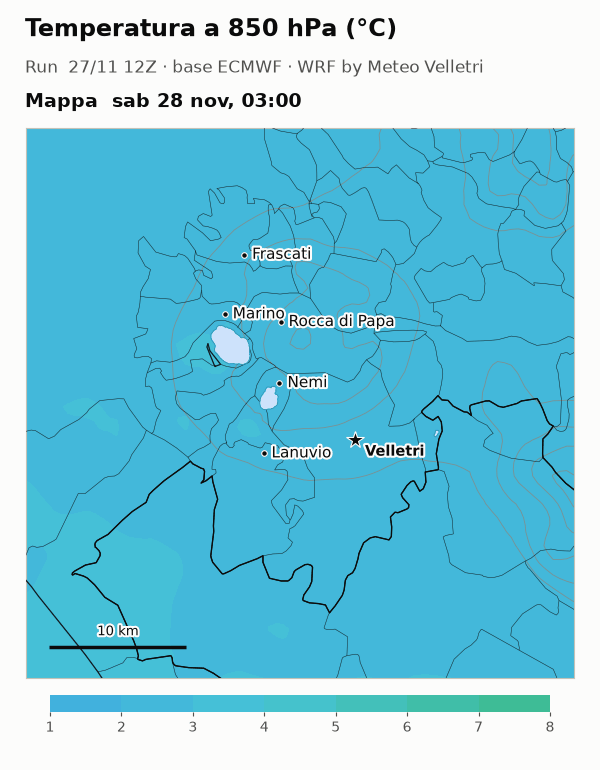 Temperatura a 850 hPa (°C)
Run  27/11 12Z · base ECMWF · WRF by Meteo Velletri
Mappa  sab 28 nov, 03:00
Frascati
Marino
Rocca di Papa
Nemi
Velletri
Lanuvio
10 km
1 2 3 4 5 6 7 8